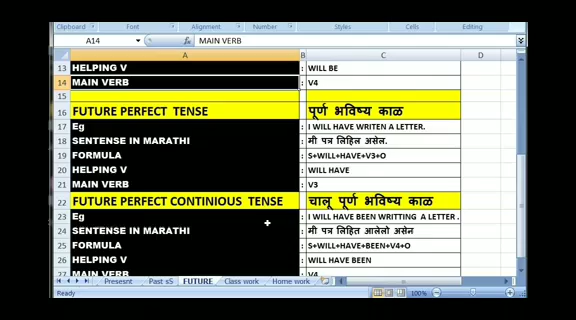 Clipboard Font Alignment Number Styles Cells Editing
A14 fx MAIN VERB
A B C D E
13 HELPING V : WILL BE
14 MAIN VERB : V4
15
16 FUTURE PERFECT TENSE पूर्ण भविष्य काळ
17 Eg : I WILL HAVE WRITEN A LETTER.
18 SENTENSE IN MARATHI : मी पत्र लिहिल असेल.
19 FORMULA : S+WILL+HAVE+V3+O
20 HELPING V : WILL HAVE
21 MAIN VERB : V3
22 FUTURE PERFECT CONTINIOUS TENSE चालू पूर्ण भविष्य काळ
23 Eg : I WILL HAVE BEEN WRITTING A LETTER .
24 SENTENSE IN MARATHI : मी पत्र लिहित आलेलो असेन
25 FORMULA : S+WILL+HAVE+BEEN+V4+O
26 HELPING V : WILL HAVE BEEN
27 MAIN VERB : V4
Presesnt Past sS FUTURE Class work Home work
Ready 100%